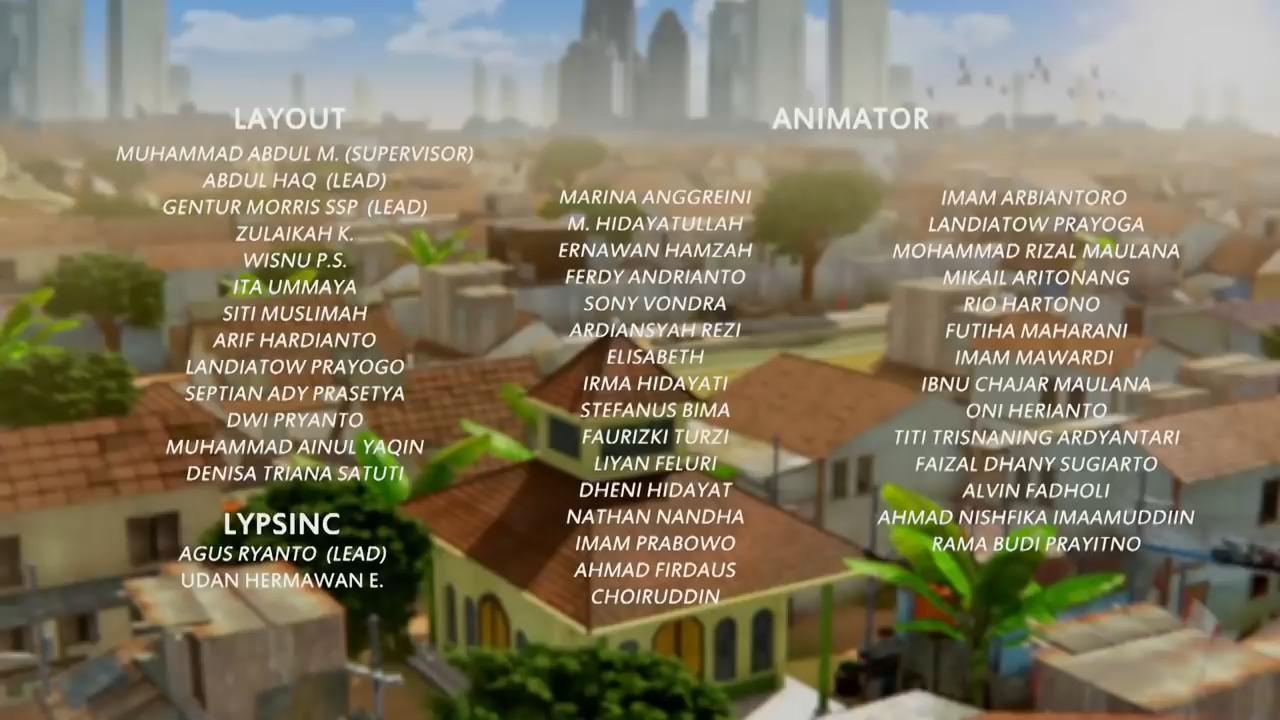 LAYOUT
MUHAMMAD ABDUL M. (SUPERVISOR)
ABDUL HAQ (LEAD)
GENTUR MORRIS SSP (LEAD)
ZULAIKAH K.
WISNU P.S.
ITA UMMAYA
SITI MUSLIMAH
ARIF HARDIANTO
LANDIATOW PRAYOGO
SEPTIAN ADY PRASETYA
DWI PRYANTO
MUHAMMAD AINUL YAQIN
DENISA TRIANA SATUTI
LYPSINC
AGUS RYANTO (LEAD)
UDAN HERMAWAN E.
ANIMATOR
MARINA ANGGREINI
M. HIDAYATULLAH
ERNAWAN HAMZAH
FERDY ANDRIANTO
SONY VONDRA
ARDIANSYAH REZI
ELISABETH
IRMA HIDAYATI
STEFANUS BIMA
FAURIZKI TURZI
LIYAN FELURI
DHENI HIDAYAT
NATHAN NANDHA
IMAM PRABOWO
AHMAD FIRDAUS
CHOIRUDDIN
IMAM ARBIANTORO
LANDIATOW PRAYOGA
MOHAMMAD RIZAL MAULANA
MIKAIL ARITONANG
RIO HARTONO
FUTIHA MAHARANI
IMAM MAWARDI
IBNU CHAJAR MAULANA
ONI HERIANTO
TITI TRISNANING ARDYANTARI
FAIZAL DHANY SUGIARTO
ALVIN FADHOLI
AHMAD NISHFIKA IMAAMUDDIIN
RAMA BUDI PRAYITNO